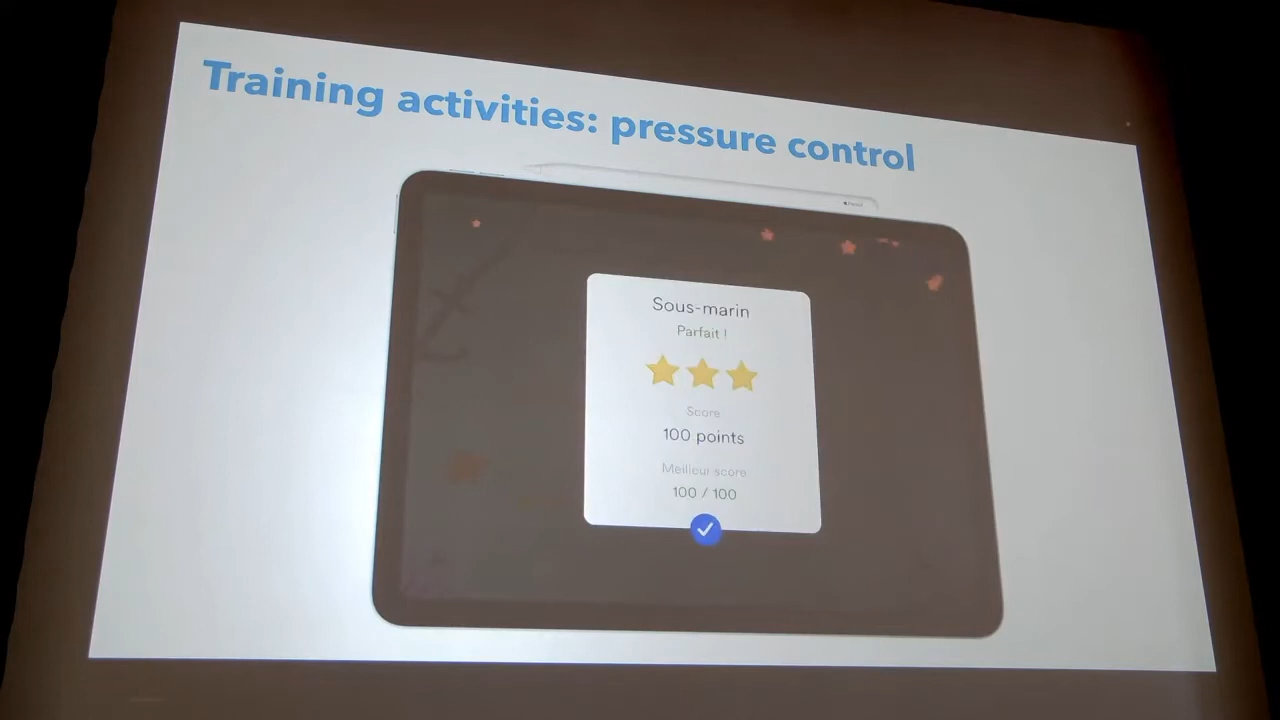 Training activities: pressure control
Sous-marin
Parfait !
Score
100 points
Meilleur score
100 / 100